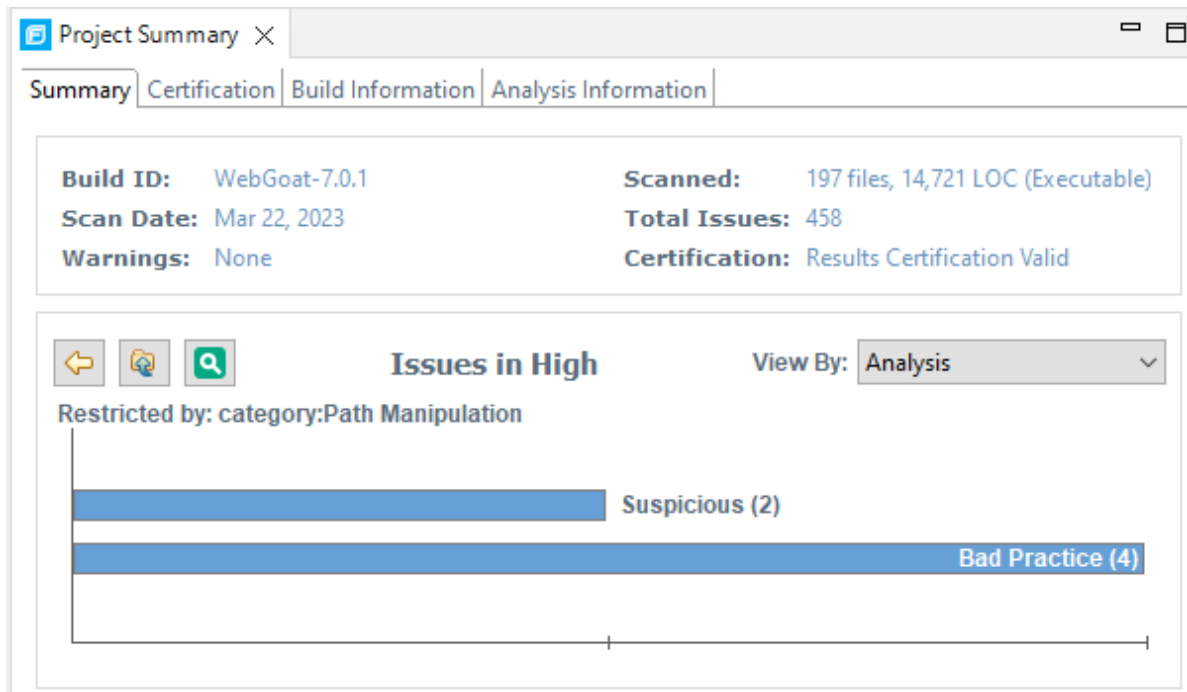 Project Summary
Summary Certification Build Information Analysis Information
Build ID: WebGoat-7.0.1 Scanned: 197 files, 14,721 LOC (Executable)
Scan Date: Mar 22, 2023 Total Issues: 458
Warnings: None Certification: Results Certification Valid
Issues in High View By: Analysis
Restricted by: category:Path Manipulation
Suspicious (2)
Bad Practice (4)